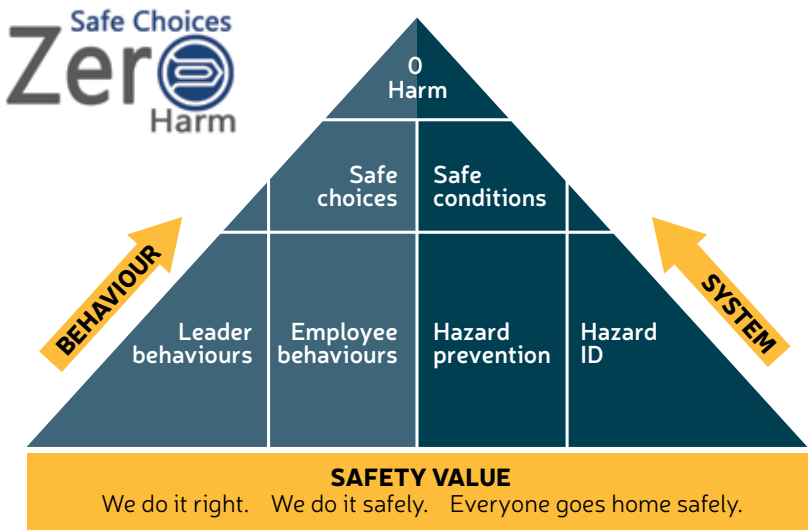 Safe Choices
Zero
Harm
0
Harm
Safe
choices
Safe
conditions
BEHAVIOUR
SYSTEM
Leader
behaviours
Employee
behaviours
Hazard
prevention
Hazard
ID
SAFETY VALUE
We do it right. We do it safely. Everyone goes home safely.